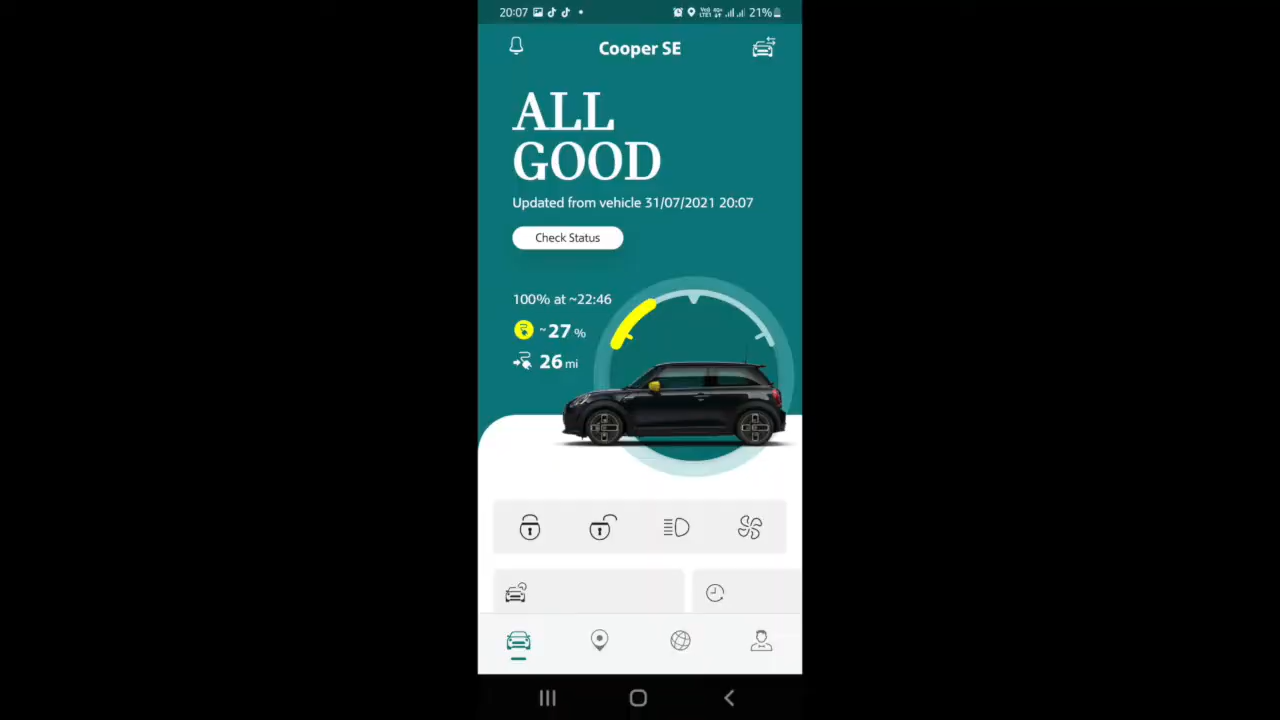 20:07 21%
Cooper SE
ALL
GOOD
Updated from vehicle 31/07/2021 20:07
Check Status
100% at ~22:46
~27 %
26 mi